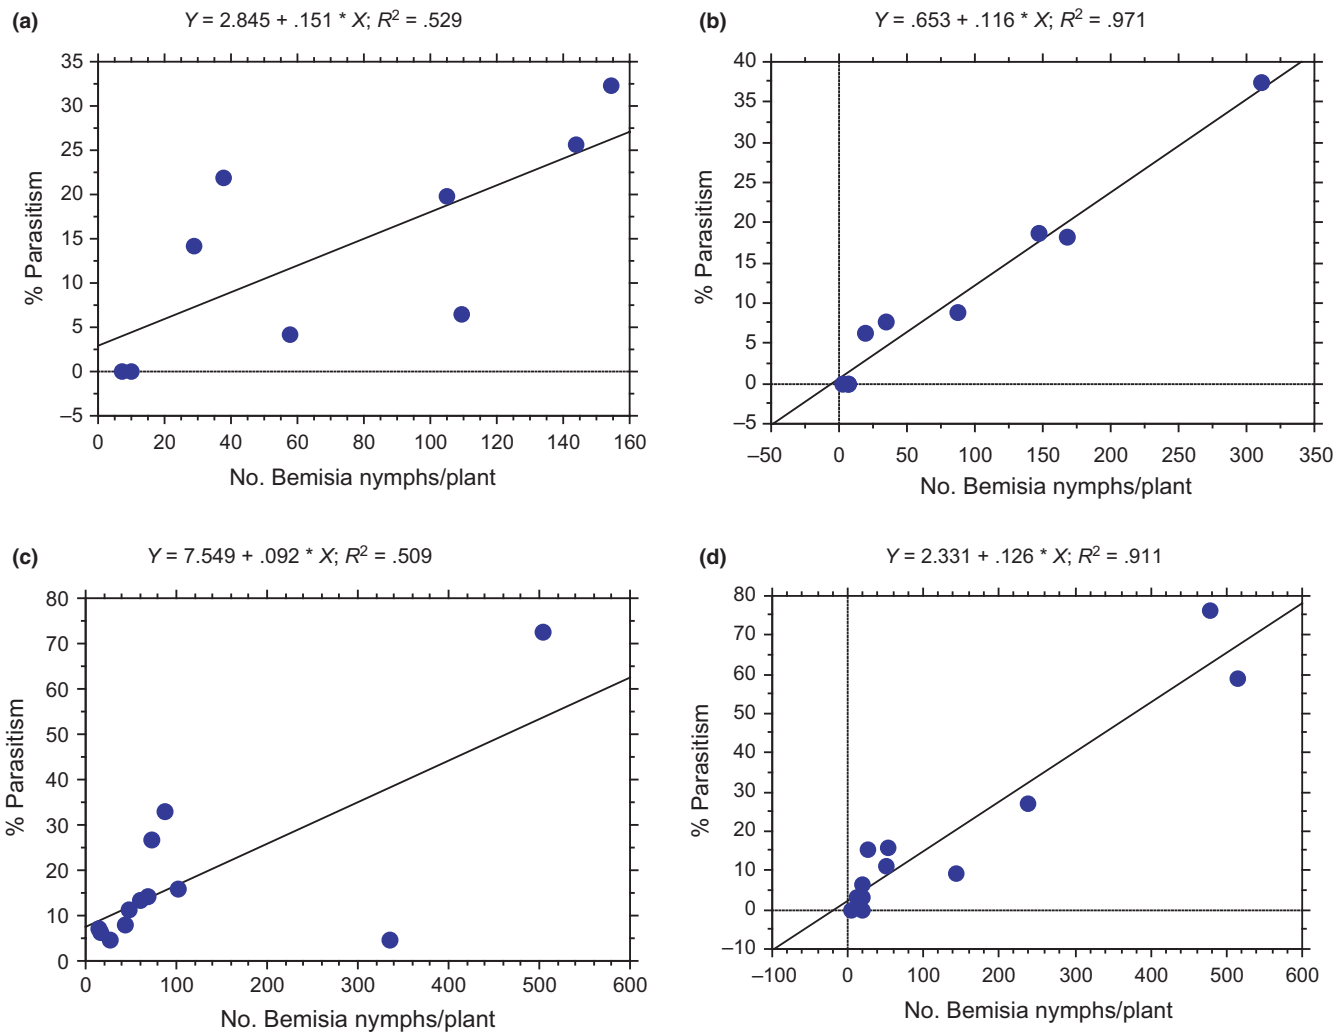 (a)
Y = 2.845 + .151 * X; R² = .529
35
30
25
20
15
10
5
0
–5
% Parasitism
0 20 40 60 80 100 120 140 160
No. Bemisia nymphs/plant
(b)
Y = .653 + .116 * X; R² = .971
40
35
30
25
20
15
10
5
0
–5
% Parasitism
–50 0 50 100 150 200 250 300 350
No. Bemisia nymphs/plant
(c)
Y = 7.549 + .092 * X; R² = .509
80
70
60
50
40
30
20
10
0
% Parasitism
0 100 200 300 400 500 600
No. Bemisia nymphs/plant
(d)
Y = 2.331 + .126 * X; R² = .911
80
70
60
50
40
30
20
10
0
–10
% Parasitism
–100 0 100 200 300 400 500 600
No. Bemisia nymphs/plant